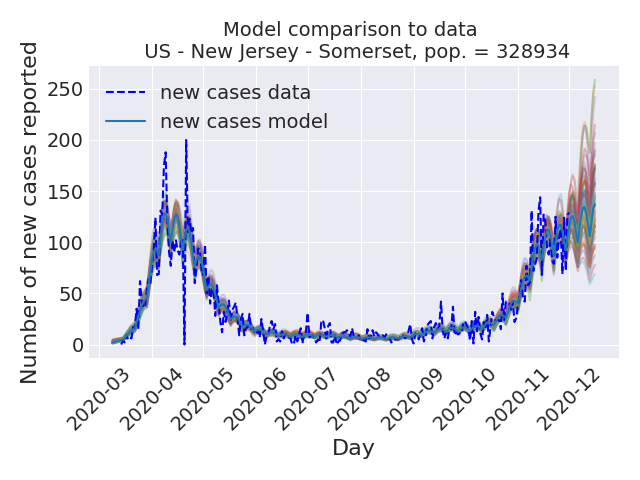 Model comparison to data
US - New Jersey - Somerset, pop. = 328934
Number of new cases reported
250
200
150
100
50
0
new cases data
new cases model
2020-03
2020-04
2020-05
2020-06
2020-07
2020-08
2020-09
2020-10
2020-11
2020-12
Day